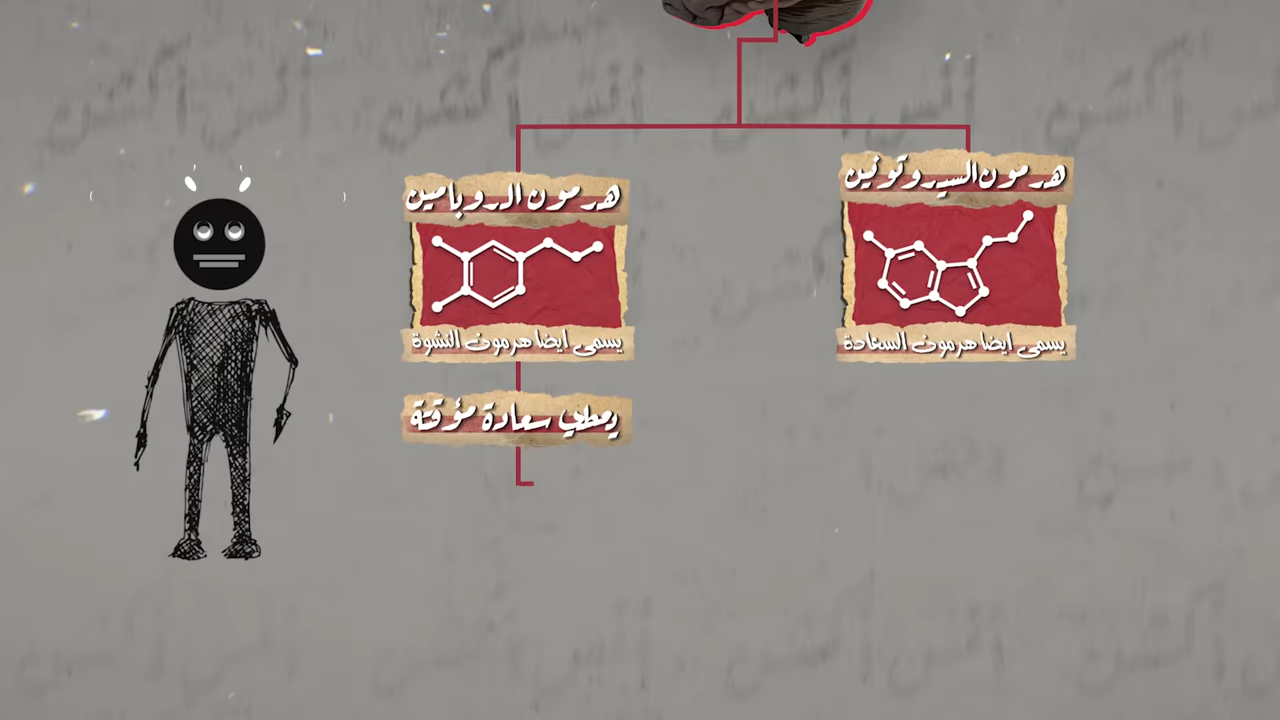 هرمون السيروتونين
يسمى ايضا هرمون السعادة
هرمون الدوبامين
يسمى ايضا هرمون النشوة
يعطي سعادة مؤقتة